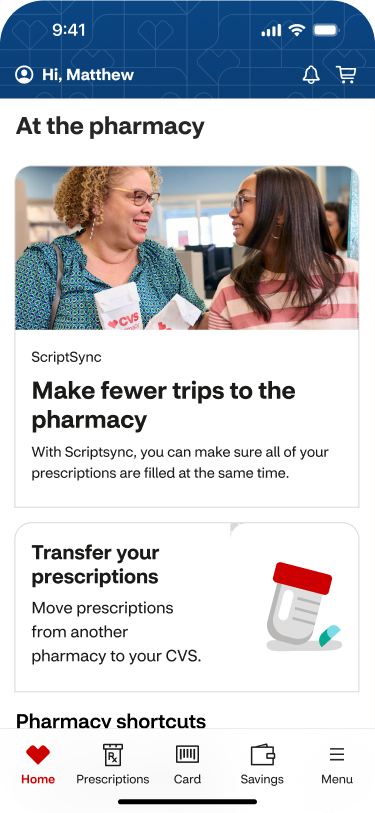 9:41
Hi, Matthew
At the pharmacy
CVS
ScriptSync
Make fewer trips to the
pharmacy
With Scriptsync, you can make sure all of your
prescriptions are filled at the same time.
Transfer your
prescriptions
Move prescriptions
from another
pharmacy to your CVS.
Pharmacy shortcuts
Home
Prescriptions
Card
Savings
Menu